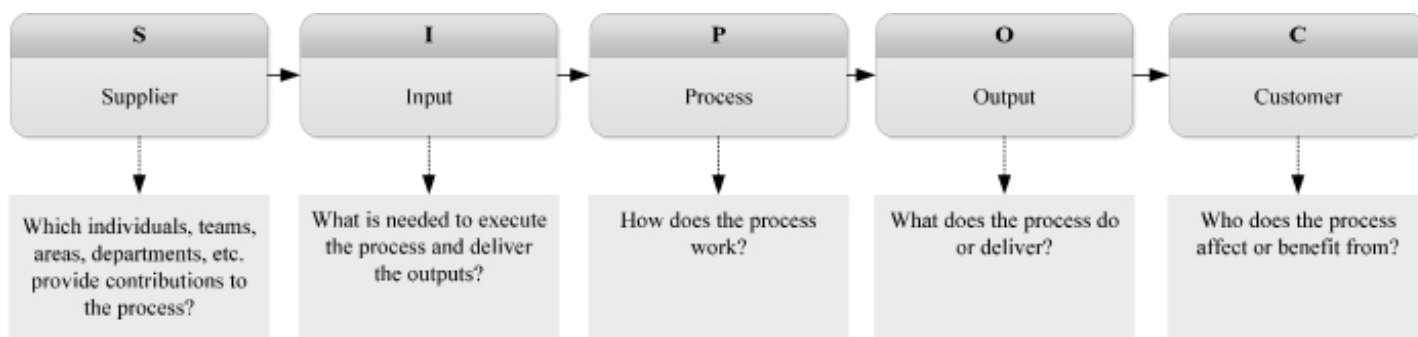 S
I
P
O
C
Supplier
Input
Process
Output
Customer
Which individuals, teams,
areas, departments, etc.
provide contributions to
the process?
What is needed to execute
the process and deliver
the outputs?
How does the process
work?
What does the process do
or deliver?
Who does the process
affect or benefit from?